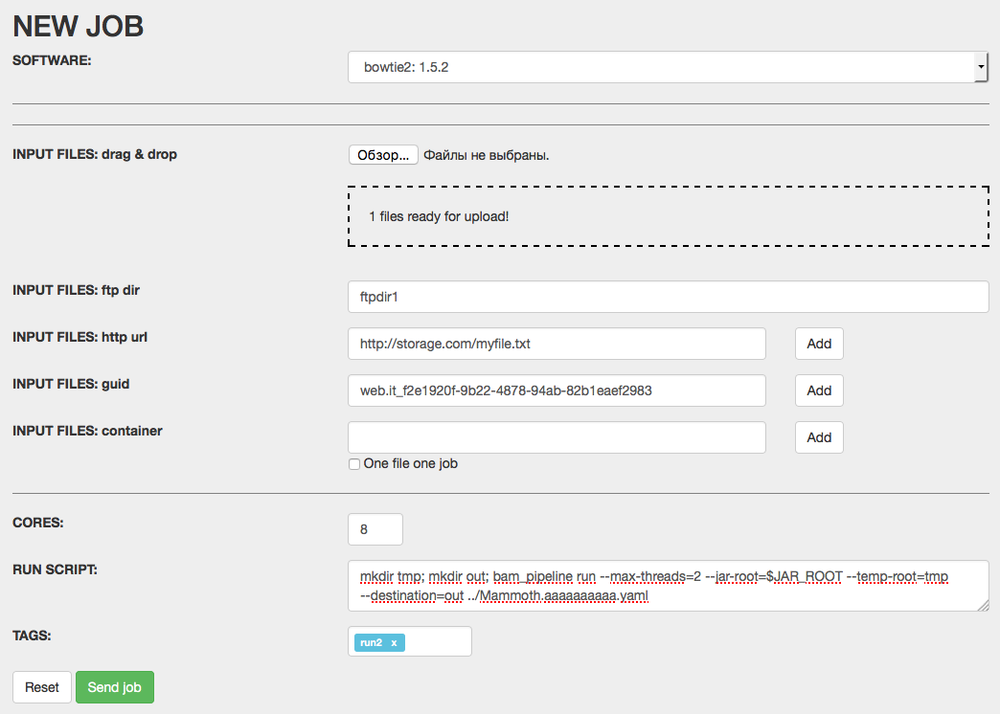 NEW JOB
SOFTWARE:
bowtie2: 1.5.2
INPUT FILES: drag & drop
Обзор... Файлы не выбраны.
1 files ready for upload!
INPUT FILES: ftp dir
ftpdir1
INPUT FILES: http url
http://storage.com/myfile.txt
Add
INPUT FILES: guid
web.it_f2e1920f-9b22-4878-94ab-82b1eaef2983
Add
INPUT FILES: container
Add
One file one job
CORES:
8
RUN SCRIPT:
mkdir tmp; mkdir out; bam_pipeline run --max-threads=2 --jar-root=$JAR_ROOT --temp-root=tmp
--destination=out ../Mammoth.aaaaaaaaaa.yaml
TAGS:
run2 x
Reset Send job